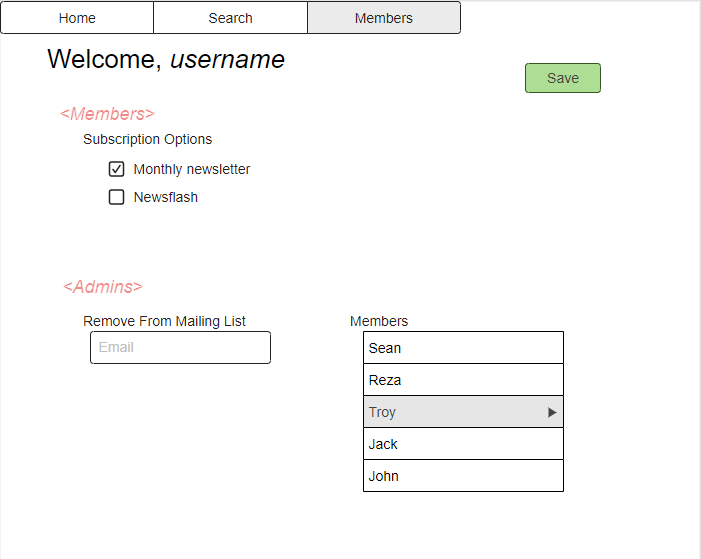 Home Search Members
Welcome, username
Save
<Members>
Subscription Options
Monthly newsletter
Newsflash
<Admins>
Remove From Mailing List
Email
Members
Sean
Reza
Troy
Jack
John